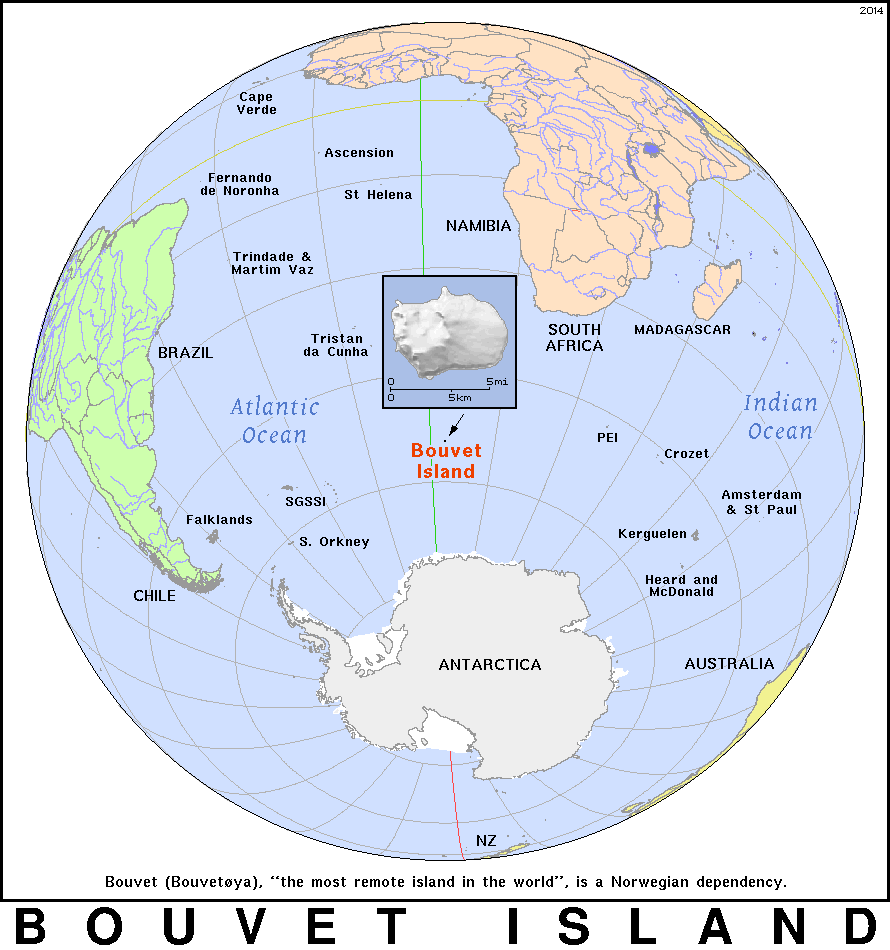 2014
Cape
Verde
Ascension
Fernando
de Noronha
St Helena
NAMIBIA
Trindade &
Martim Vaz
SOUTH
AFRICA
MADAGASCAR
Tristan
da Cunha
BRAZIL
0 5mi
0 5km
Atlantic
Ocean
Indian
Ocean
Bouvet
Island
PEI
Crozet
SGSSI
Amsterdam
& St Paul
Falklands
S. Orkney
Kerguelen
Heard and
McDonald
CHILE
ANTARCTICA
AUSTRALIA
NZ
Bouvet (Bouvetøya), “the most remote island in the world”, is a Norwegian dependency.
BOUVET ISLAND